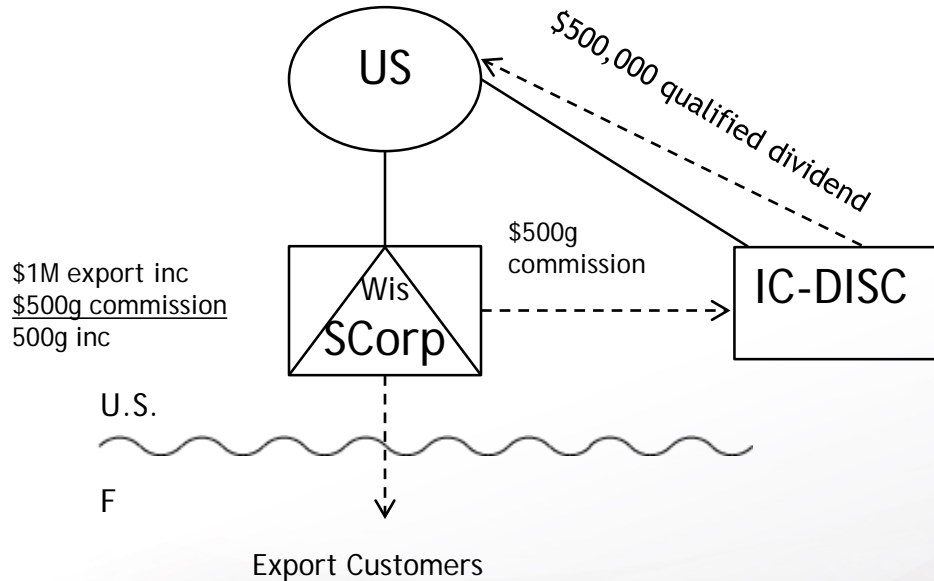 US
$500,000 qualified dividend
$1M export inc
$500g commission
500g inc
Wis
SCorp
$500g
commission
IC-DISC
U.S.
F
Export Customers